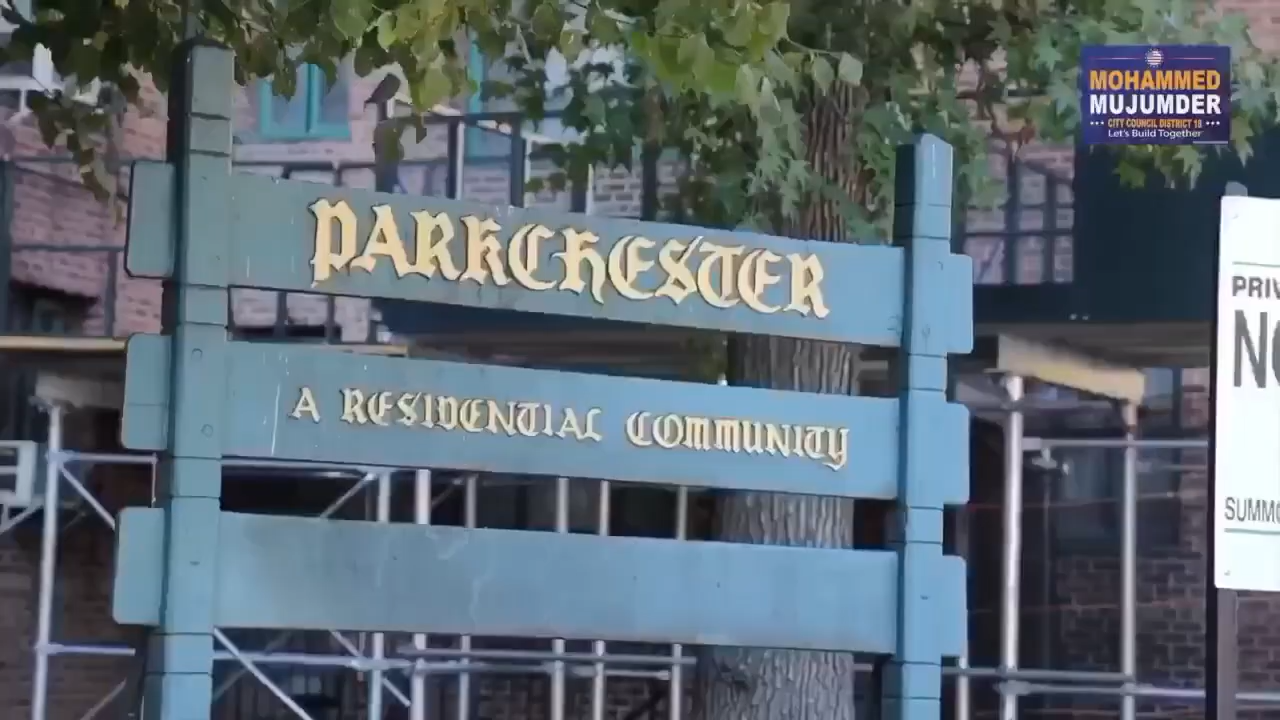 MOHAMMED
MUJUMDER
CITY COUNCIL DISTRICT 18
Let's Build Together
PARKCHESTER
A RESIDENTIAL COMMUNITY